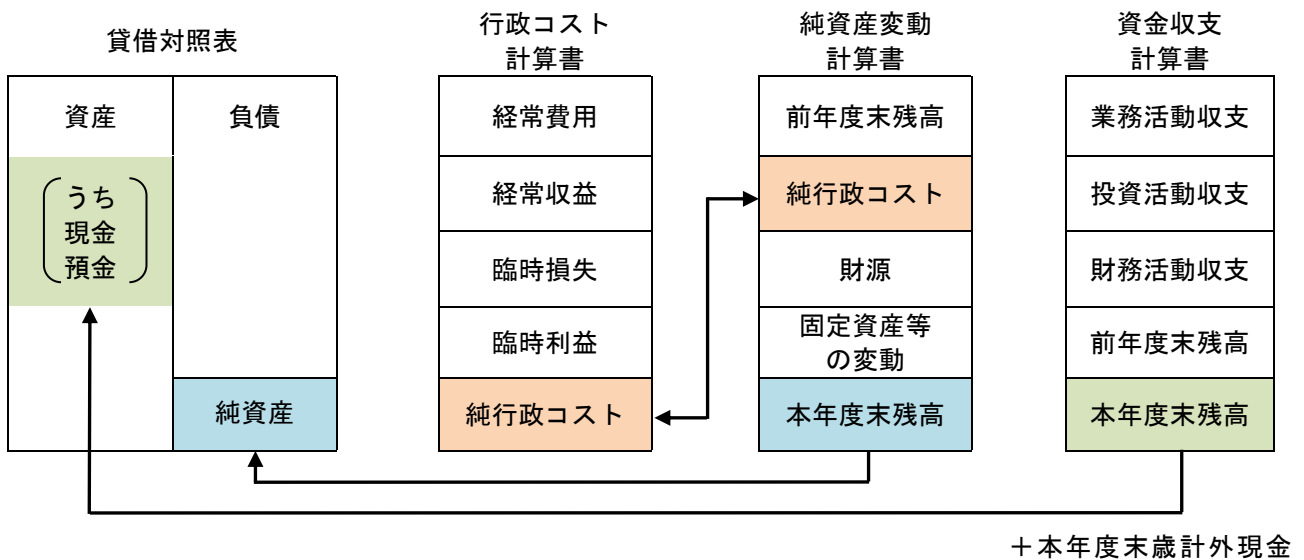 貸借対照表
資産
負債
うち
現金
預金
純資産
行政コスト
計算書
経常費用
経常収益
臨時損失
臨時利益
純行政コスト
純資産変動
計算書
前年度末残高
純行政コスト
財源
固定資産等
の変動
本年度末残高
資金収支
計算書
業務活動収支
投資活動収支
財務活動収支
前年度末残高
本年度末残高
＋本年度末歳計外現金